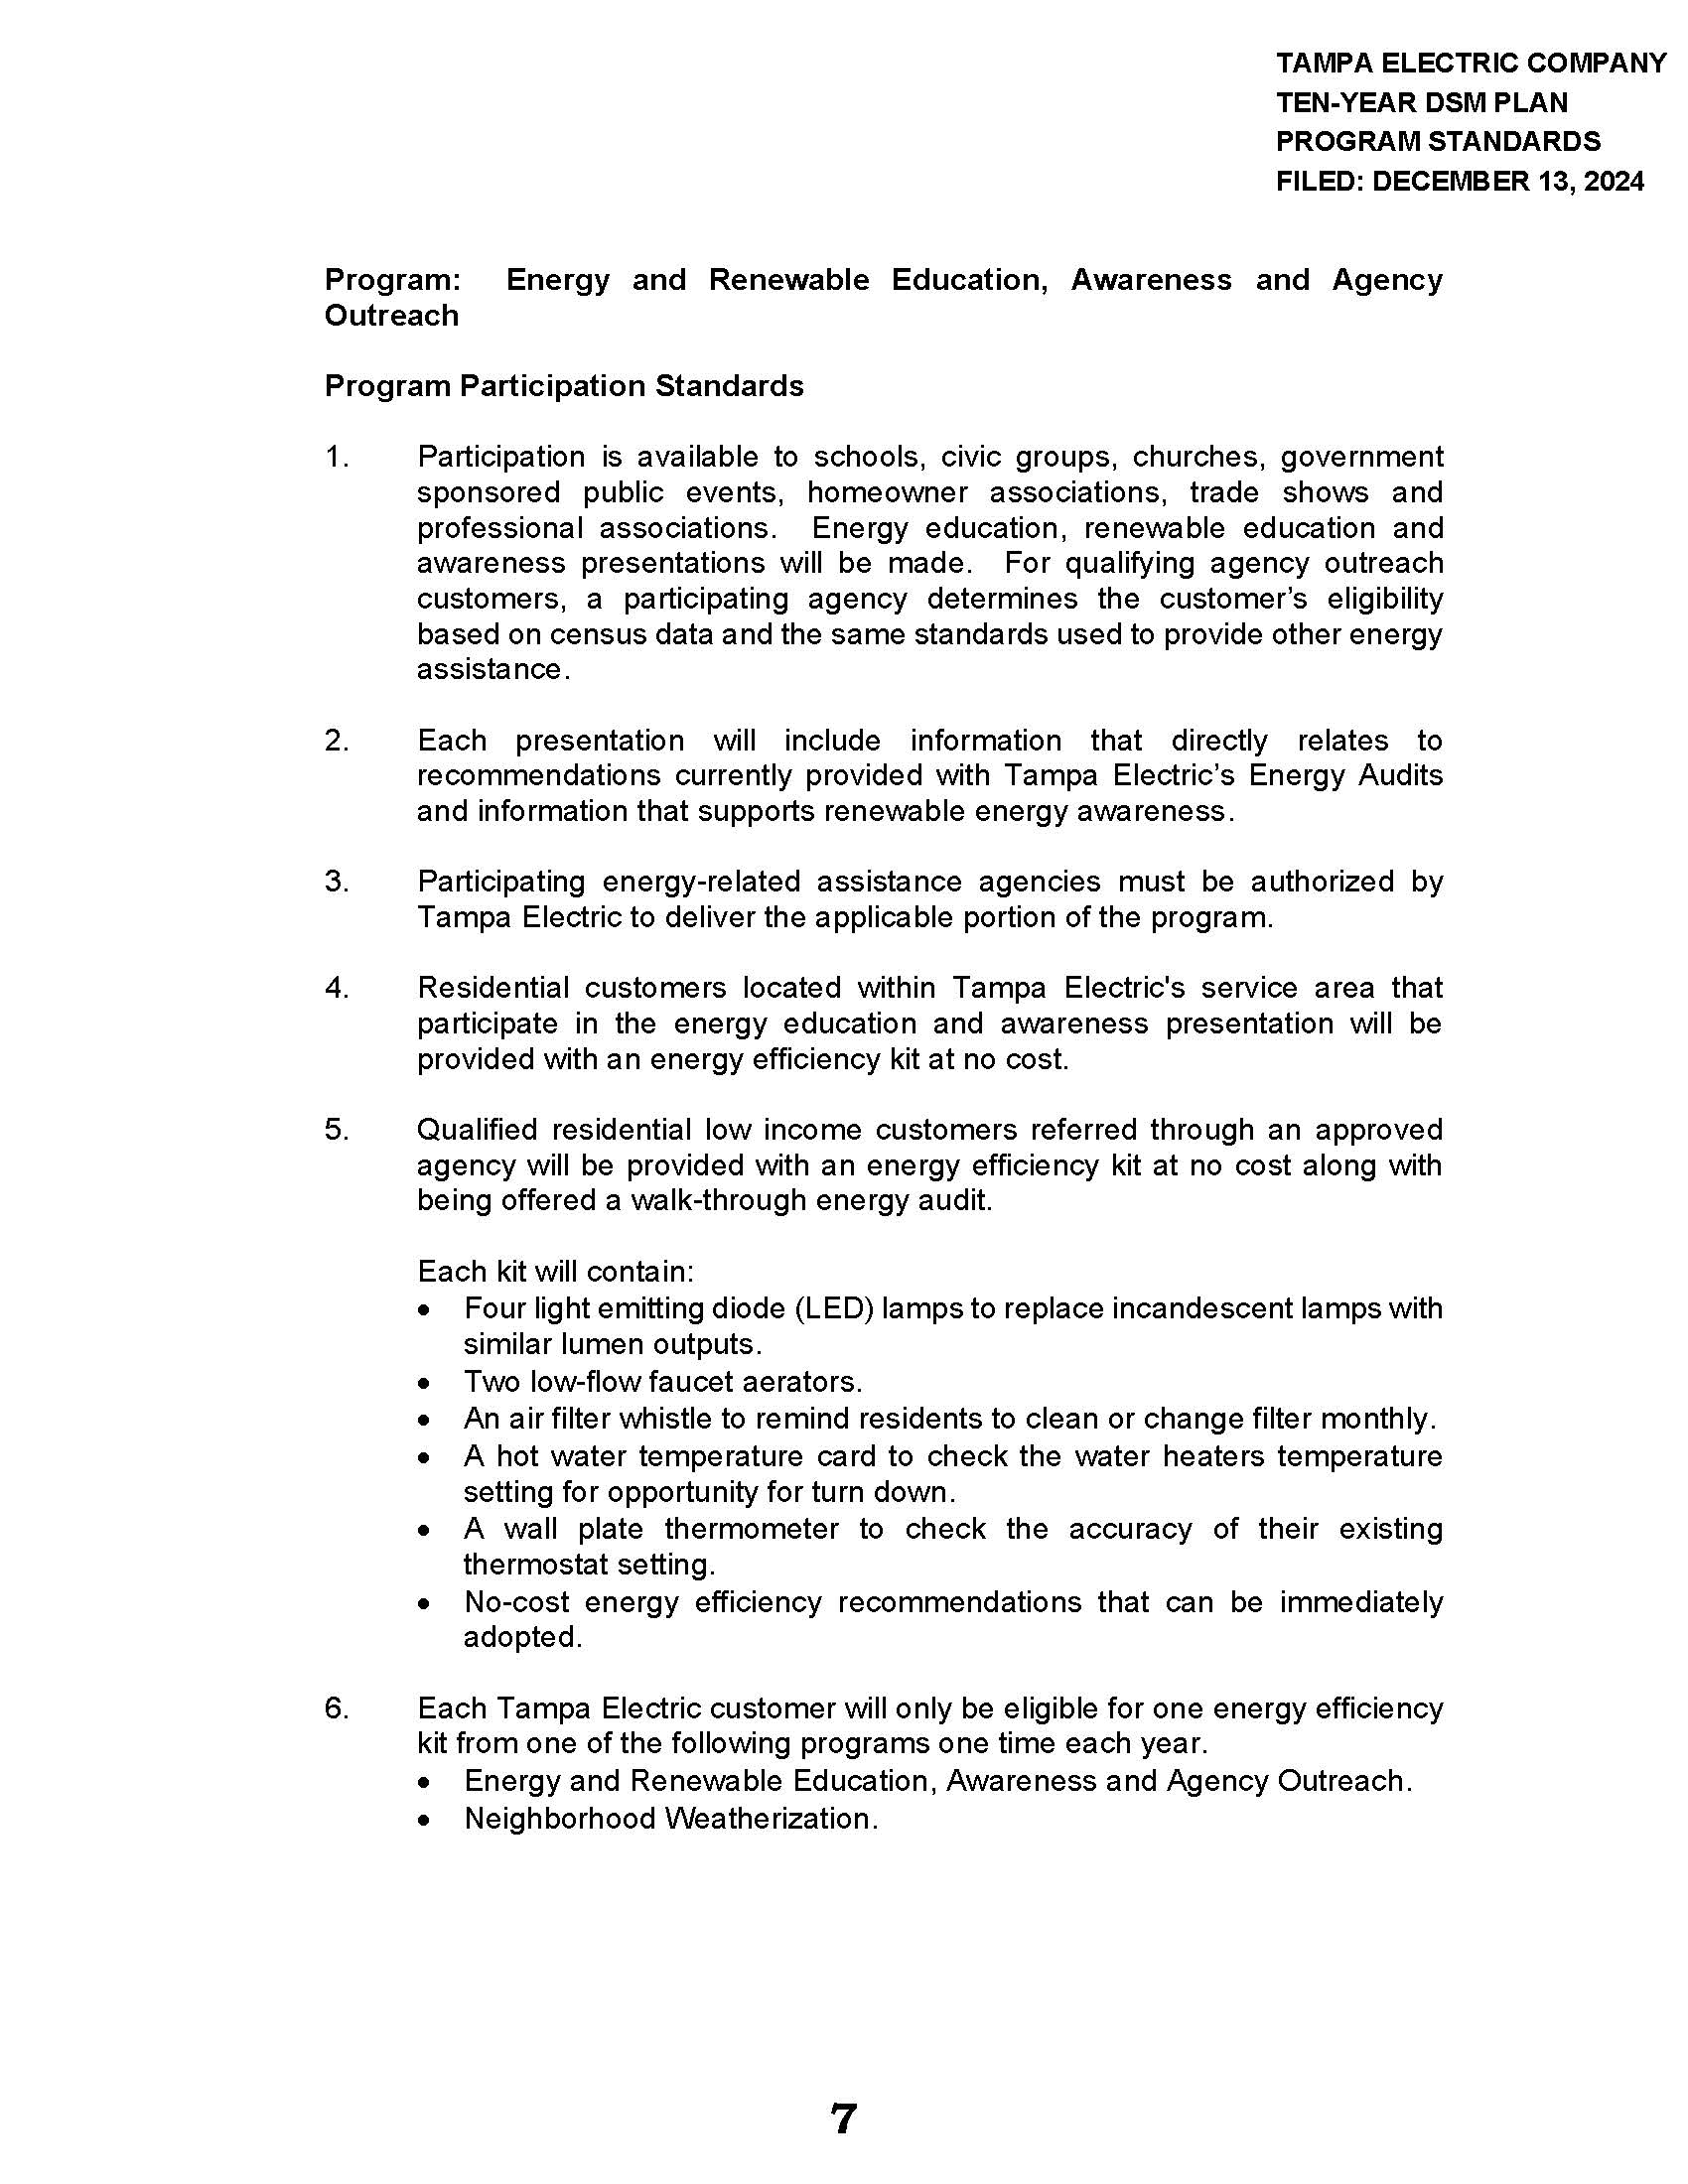 TAMPA ELECTRIC COMPANY
TEN-YEAR DSM PLAN
PROGRAM STANDARDS
FILED: DECEMBER 13, 2024
Program: Energy and Renewable Education, Awareness and Agency
Outreach
Program Participation Standards
1. Participation is available to schools, civic groups, churches, government
sponsored public events, homeowner associations, trade shows and
professional associations. Energy education, renewable education and
awareness presentations will be made. For qualifying agency outreach
customers, a participating agency determines the customer’s eligibility
based on census data and the same standards used to provide other energy
assistance.
2. Each presentation will include information that directly relates to
recommendations currently provided with Tampa Electric’s Energy Audits
and information that supports renewable energy awareness.
3. Participating energy-related assistance agencies must be authorized by
Tampa Electric to deliver the applicable portion of the program.
4. Residential customers located within Tampa Electric's service area that
participate in the energy education and awareness presentation will be
provided with an energy efficiency kit at no cost.
5. Qualified residential low income customers referred through an approved
agency will be provided with an energy efficiency kit at no cost along with
being offered a walk-through energy audit.
Each kit will contain:
• Four light emitting diode (LED) lamps to replace incandescent lamps with
similar lumen outputs.
• Two low-flow faucet aerators.
• An air filter whistle to remind residents to clean or change filter monthly.
• A hot water temperature card to check the water heaters temperature
setting for opportunity for turn down.
• A wall plate thermometer to check the accuracy of their existing
thermostat setting.
• No-cost energy efficiency recommendations that can be immediately
adopted.
6. Each Tampa Electric customer will only be eligible for one energy efficiency
kit from one of the following programs one time each year.
• Energy and Renewable Education, Awareness and Agency Outreach.
• Neighborhood Weatherization.
7